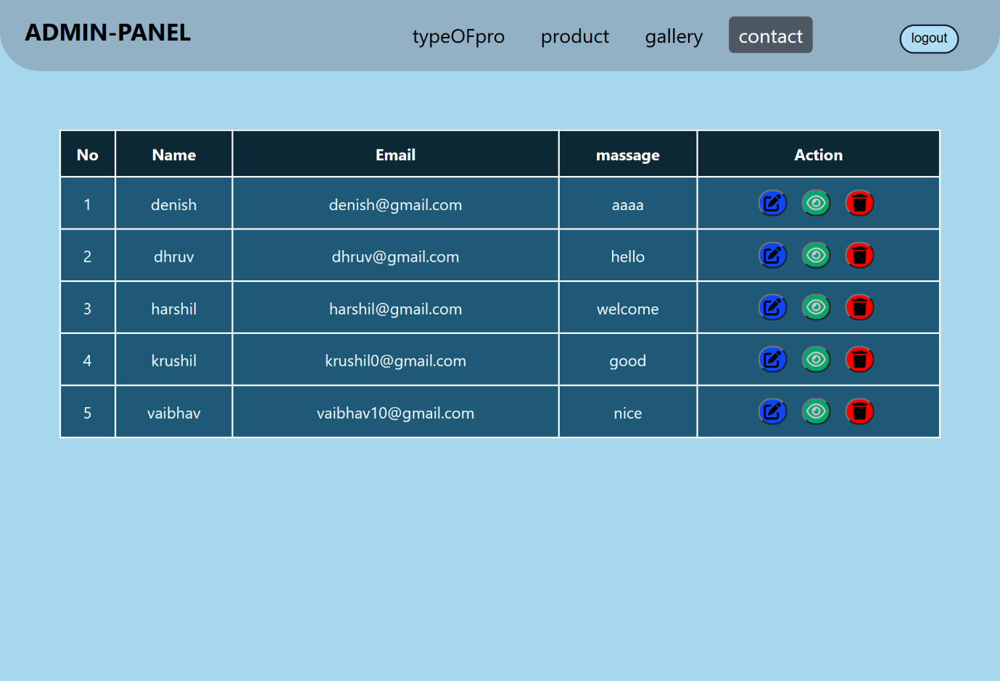 ADMIN-PANEL typeOFpro product gallery contact logout
No Name Email massage Action
1 denish denish@gmail.com aaaa
2 dhruv dhruv@gmail.com hello
3 harshil harshil@gmail.com welcome
4 krushil krushil0@gmail.com good
5 vaibhav vaibhav10@gmail.com nice